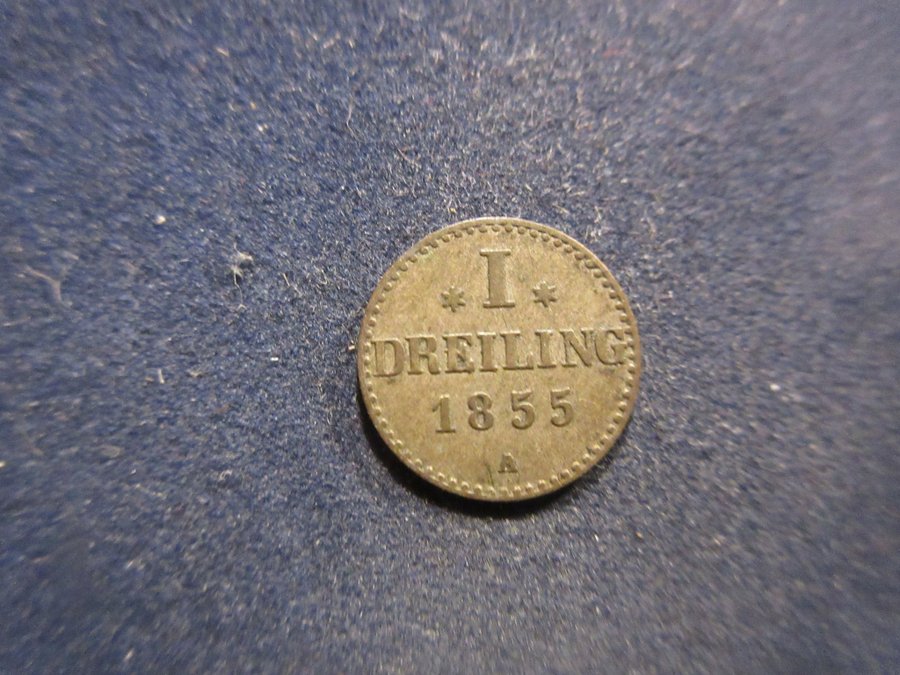 * I *
DREILING
1855
A